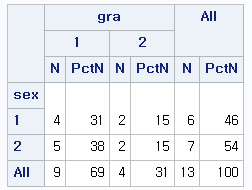 gra All
1 2
N PctN N PctN N PctN
sex
1 4 31 2 15 6 46
2 5 38 2 15 7 54
All 9 69 4 31 13 100